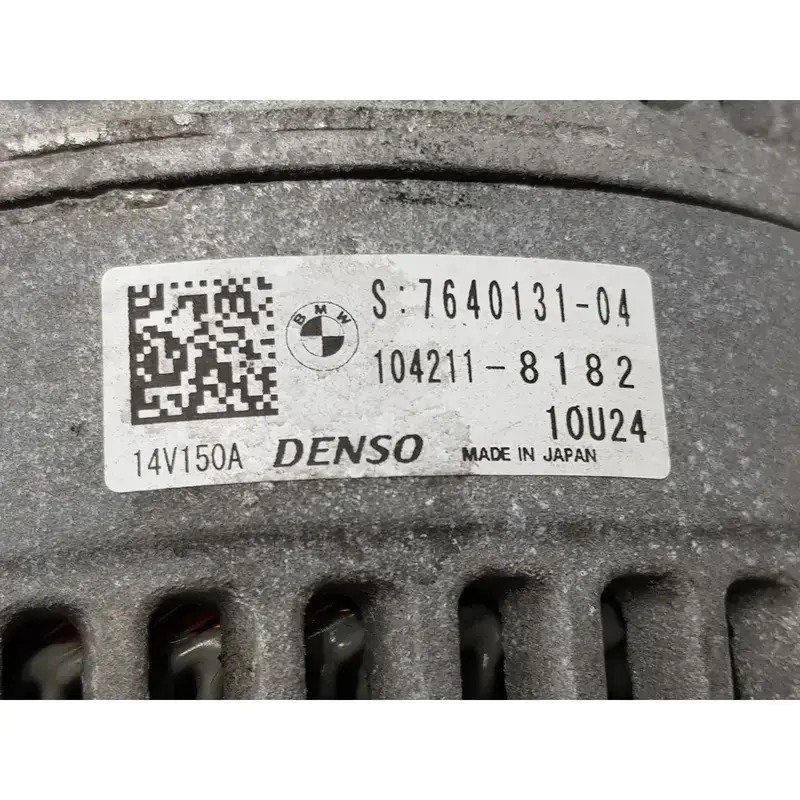 BMW
S:7640131-04
104211-8182
10U24
14V150A DENSO MADE IN JAPAN